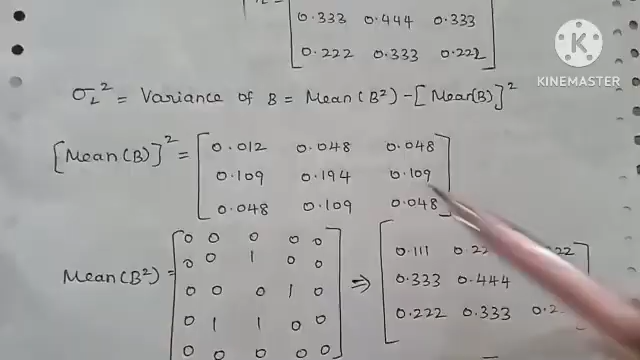 0.333 0.444 0.333
0.222 0.333 0.222
KINEMASTER
σL² = Variance of B = Mean(B²) - [Mean(B)]²
[Mean(B)]² = [0.012 0.048 0.048
0.109 0.194 0.109
0.048 0.109 0.048]
Mean(B²) = [0 0 0 0 0
0 0 1 0 0
0 0 0 1 0
0 1 1 0 0
0 0 0 0 0] ⇒ [0.111
0.333 0.444
0.222 0.333]